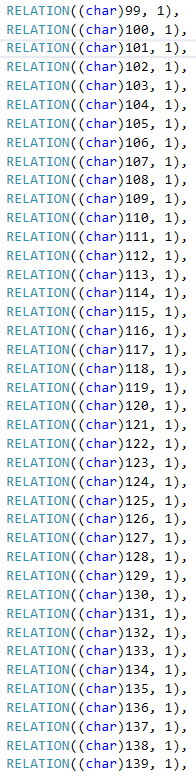 RELATION((char)99, 1),
RELATION((char)100, 1),
RELATION((char)101, 1),
RELATION((char)102, 1),
RELATION((char)103, 1),
RELATION((char)104, 1),
RELATION((char)105, 1),
RELATION((char)106, 1),
RELATION((char)107, 1),
RELATION((char)108, 1),
RELATION((char)109, 1),
RELATION((char)110, 1),
RELATION((char)111, 1),
RELATION((char)112, 1),
RELATION((char)113, 1),
RELATION((char)114, 1),
RELATION((char)115, 1),
RELATION((char)116, 1),
RELATION((char)117, 1),
RELATION((char)118, 1),
RELATION((char)119, 1),
RELATION((char)120, 1),
RELATION((char)121, 1),
RELATION((char)122, 1),
RELATION((char)123, 1),
RELATION((char)124, 1),
RELATION((char)125, 1),
RELATION((char)126, 1),
RELATION((char)127, 1),
RELATION((char)128, 1),
RELATION((char)129, 1),
RELATION((char)130, 1),
RELATION((char)131, 1),
RELATION((char)132, 1),
RELATION((char)133, 1),
RELATION((char)134, 1),
RELATION((char)135, 1),
RELATION((char)136, 1),
RELATION((char)137, 1),
RELATION((char)138, 1),
RELATION((char)139, 1),